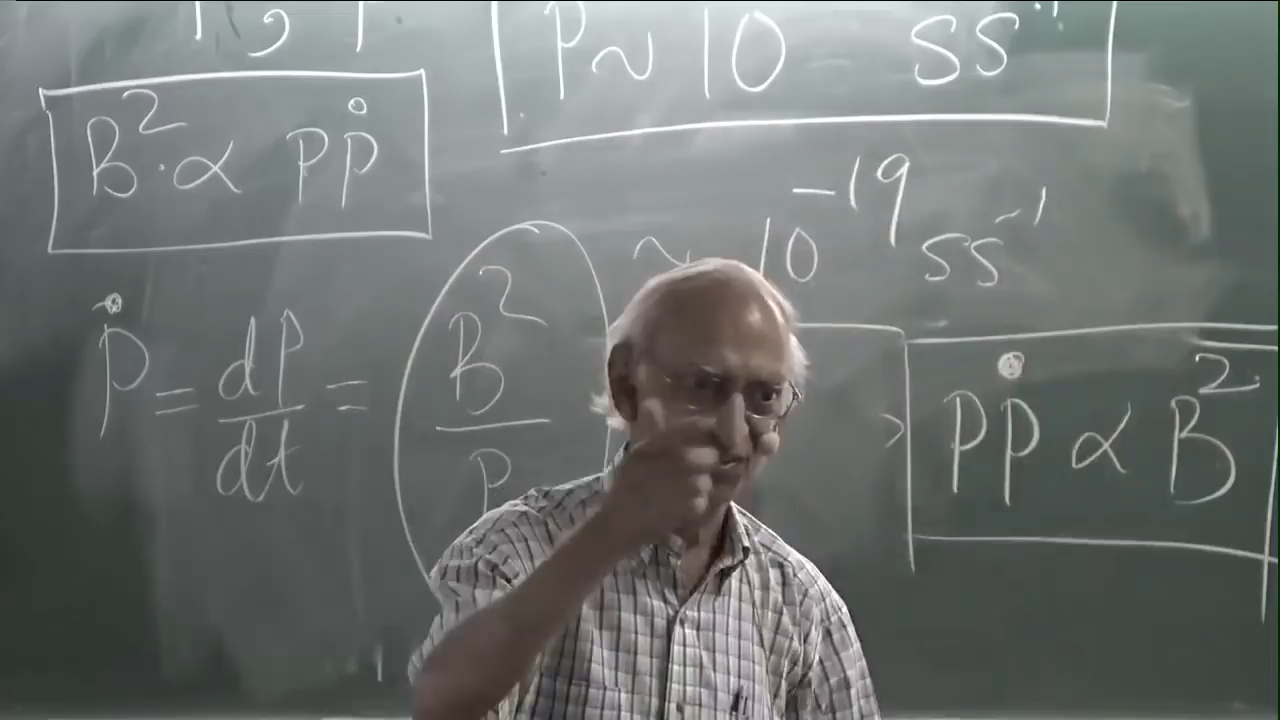 Ṗ ~ 10 ss⁻¹
B² ∝ PṖ
~ 10⁻¹⁹ ss⁻¹
Ṗ = dP/dt = B²/P
PṖ ∝ B²